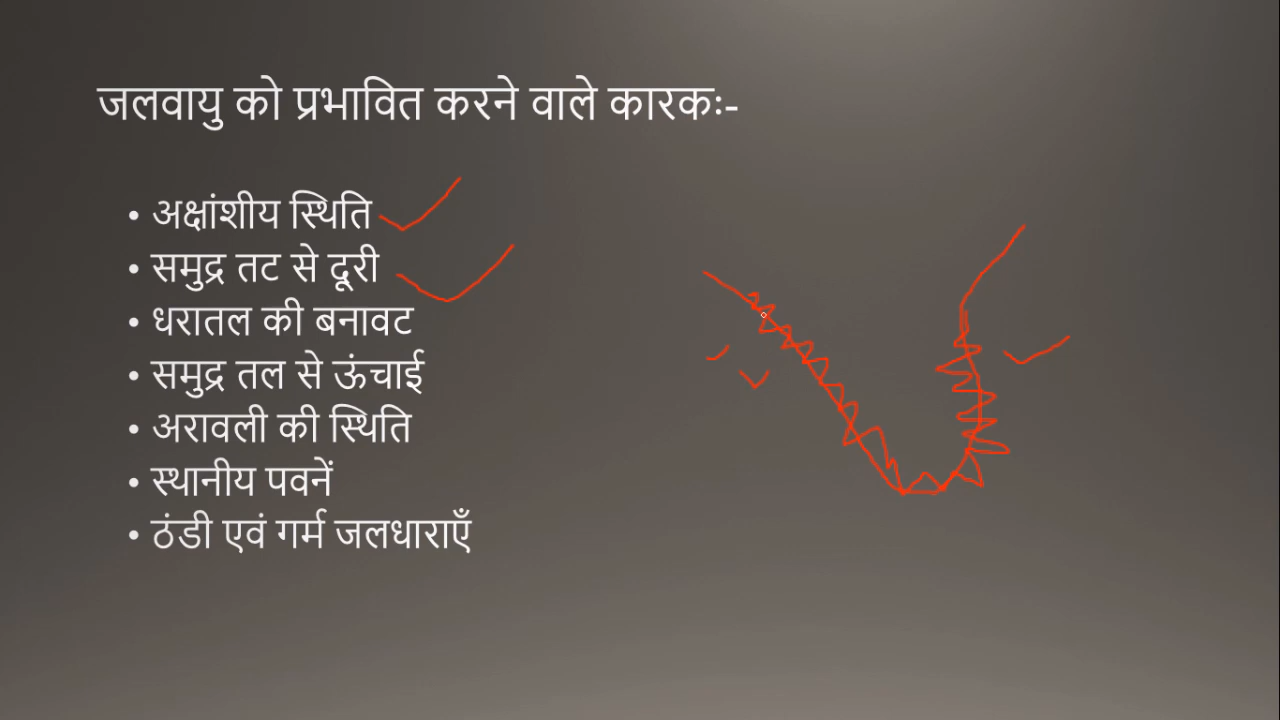 जलवायु को प्रभावित करने वाले कारकः-
• अक्षांशीय स्थिति
• समुद्र तट से दूरी
• धरातल की बनावट
• समुद्र तल से ऊंचाई
• अरावली की स्थिति
• स्थानीय पवनें
• ठंडी एवं गर्म जलधाराएँ